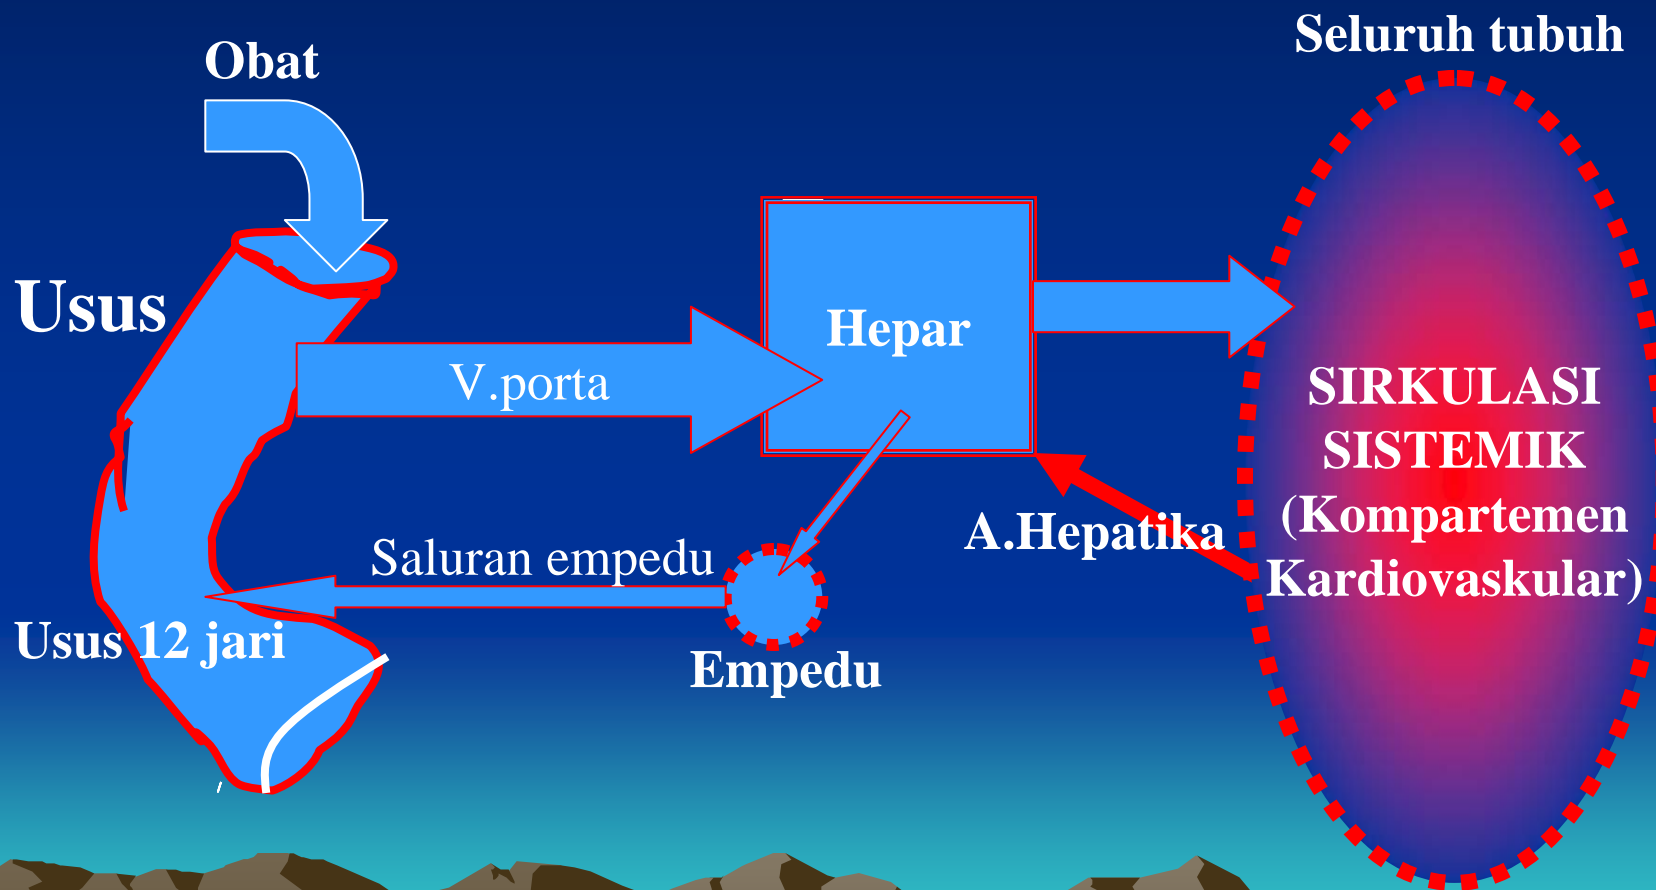 Obat
Seluruh tubuh
Usus
Hepar
V.porta
SIRKULASI
SISTEMIK
(Kompartemen
Kardiovaskular)
A.Hepatika
Saluran empedu
Usus 12 jari
Empedu